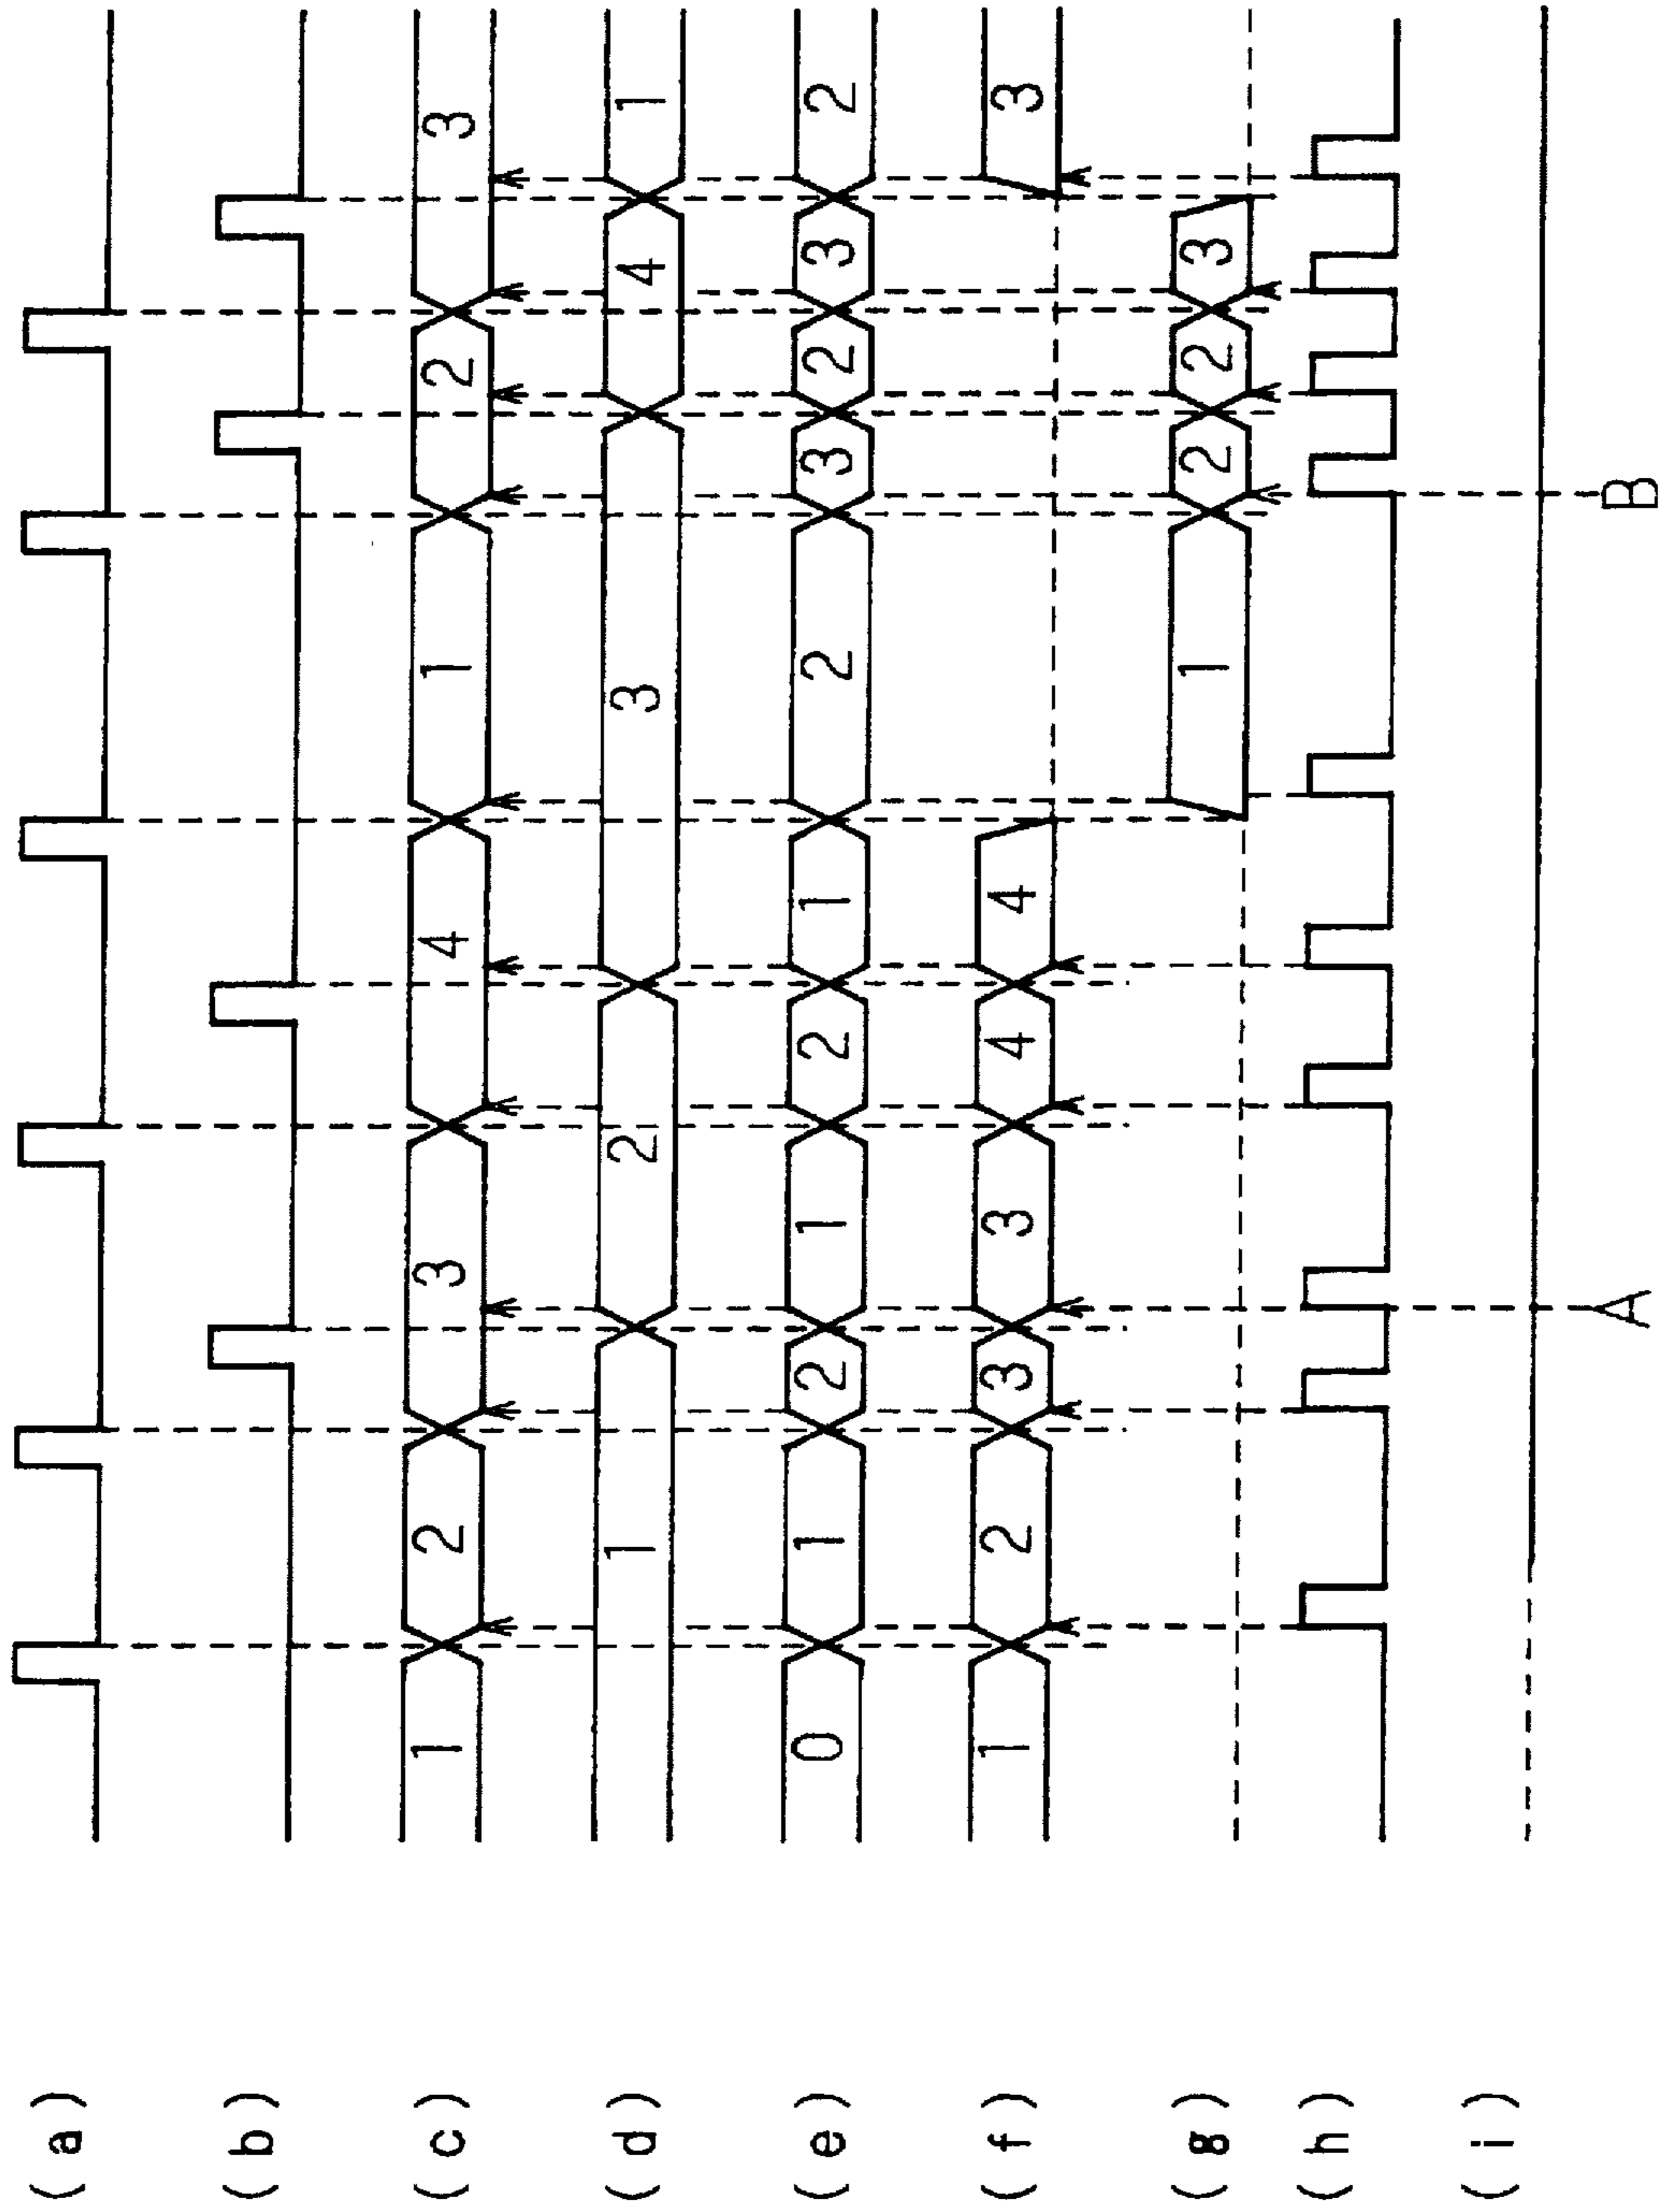 (a)
(b)
(c) 1 2 3 4 1 2 3
(d) 1 2 3 4 1
(e) 0 1 2 1 2 1 2 3 2 3 2
(f) 1 2 3 3 4 4 3
(g) 1 2 2 3
(h)
(i)
A B